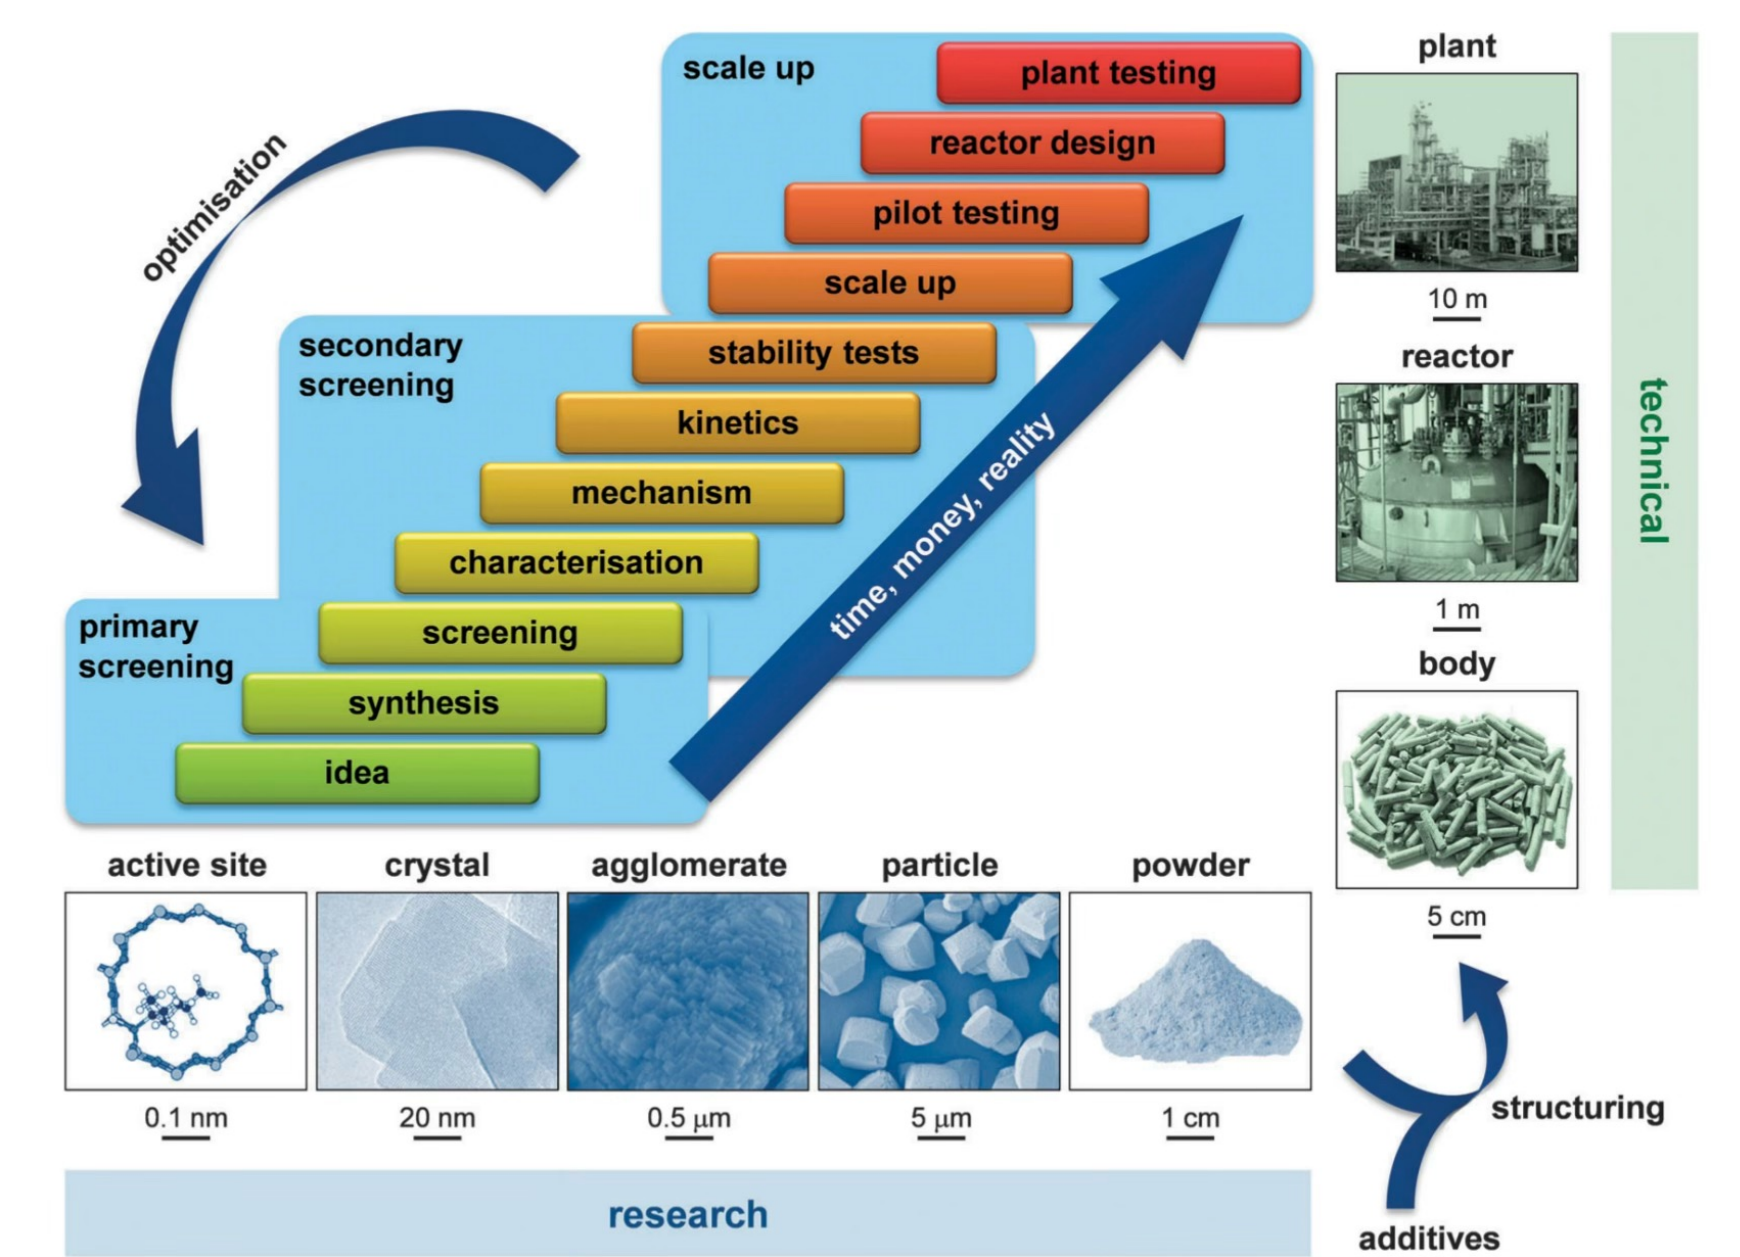 scale up
plant testing
reactor design
pilot testing
scale up
optimisation
secondary
screening
stability tests
kinetics
mechanism
characterisation
primary
screening
screening
synthesis
idea
time, money, reality
plant
10 m
reactor
1 m
body
5 cm
technical
active site
crystal
agglomerate
particle
powder
0.1 nm
20 nm
0.5 μm
5 μm
1 cm
structuring
additives
research